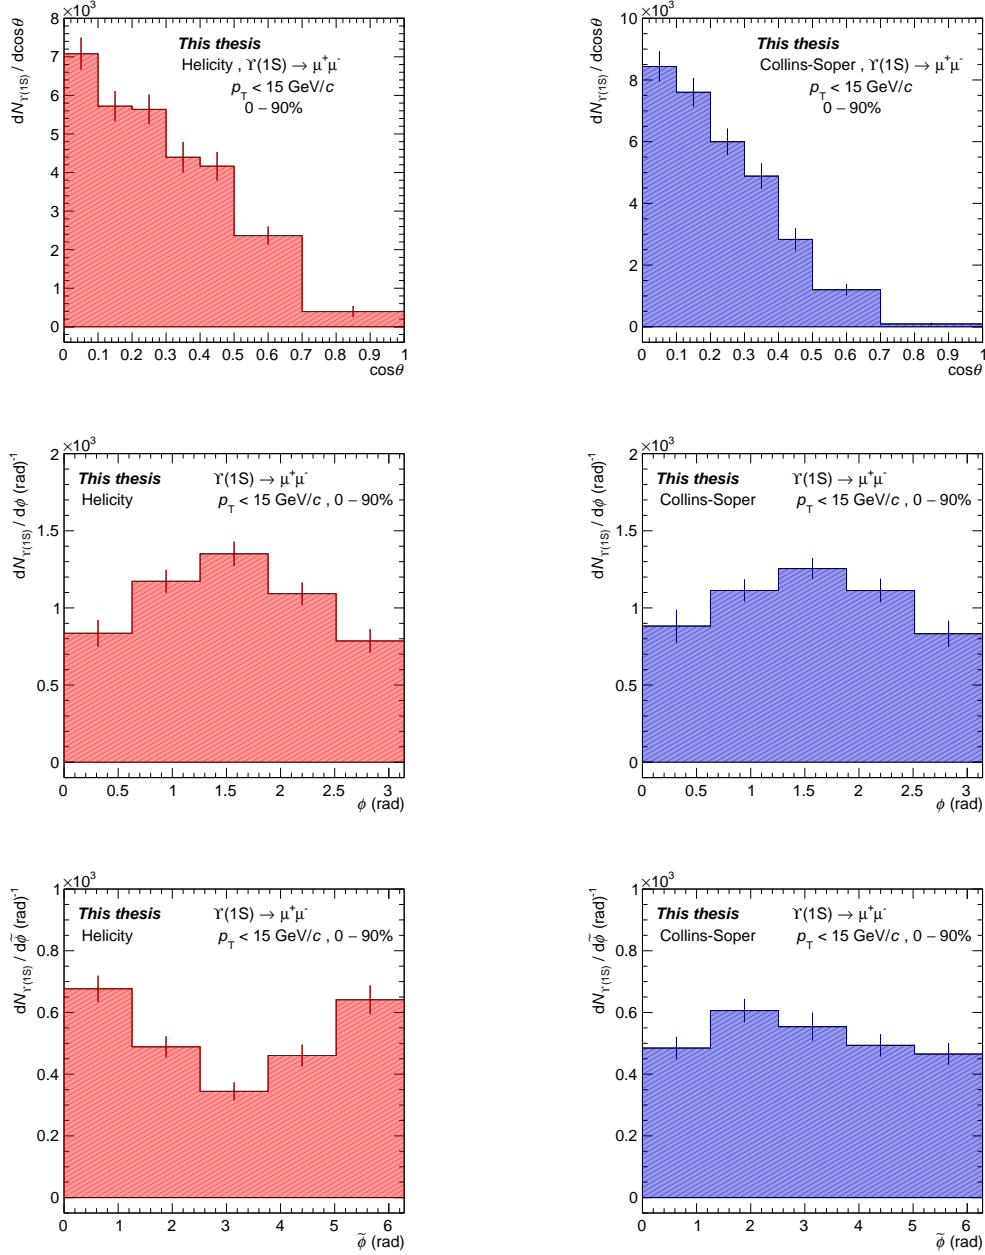 ×10³
This thesis
Helicity , ϒ(1S) → μ⁺μ⁻
p_T < 15 GeV/c
0 – 90%
dN_ϒ(1S) / dcosθ
8
7
6
5
4
3
2
1
0
0 0.1 0.2 0.3 0.4 0.5 0.6 0.7 0.8 0.9 1
cosθ
×10³
This thesis
Collins-Soper , ϒ(1S) → μ⁺μ⁻
p_T < 15 GeV/c
0 – 90%
dN_ϒ(1S) / dcosθ
10
8
6
4
2
0
0 0.1 0.2 0.3 0.4 0.5 0.6 0.7 0.8 0.9 1
cosθ
×10³
This thesis ϒ(1S) → μ⁺μ⁻
Helicity p_T < 15 GeV/c , 0 – 90%
dN_ϒ(1S) / dϕ (rad)⁻¹
2
1.5
1
0.5
0
0 0.5 1 1.5 2 2.5 3
ϕ (rad)
×10³
This thesis ϒ(1S) → μ⁺μ⁻
Collins-Soper p_T < 15 GeV/c , 0 – 90%
dN_ϒ(1S) / dϕ (rad)⁻¹
2
1.5
1
0.5
0
0 0.5 1 1.5 2 2.5 3
ϕ (rad)
×10³
This thesis ϒ(1S) → μ⁺μ⁻
Helicity p_T < 15 GeV/c , 0 – 90%
dN_ϒ(1S) / dϕ̃ (rad)⁻¹
1
0.8
0.6
0.4
0.2
0
0 1 2 3 4 5 6
ϕ̃ (rad)
×10³
This thesis ϒ(1S) → μ⁺μ⁻
Collins-Soper p_T < 15 GeV/c , 0 – 90%
dN_ϒ(1S) / dϕ̃ (rad)⁻¹
1
0.8
0.6
0.4
0.2
0
0 1 2 3 4 5 6
ϕ̃ (rad)